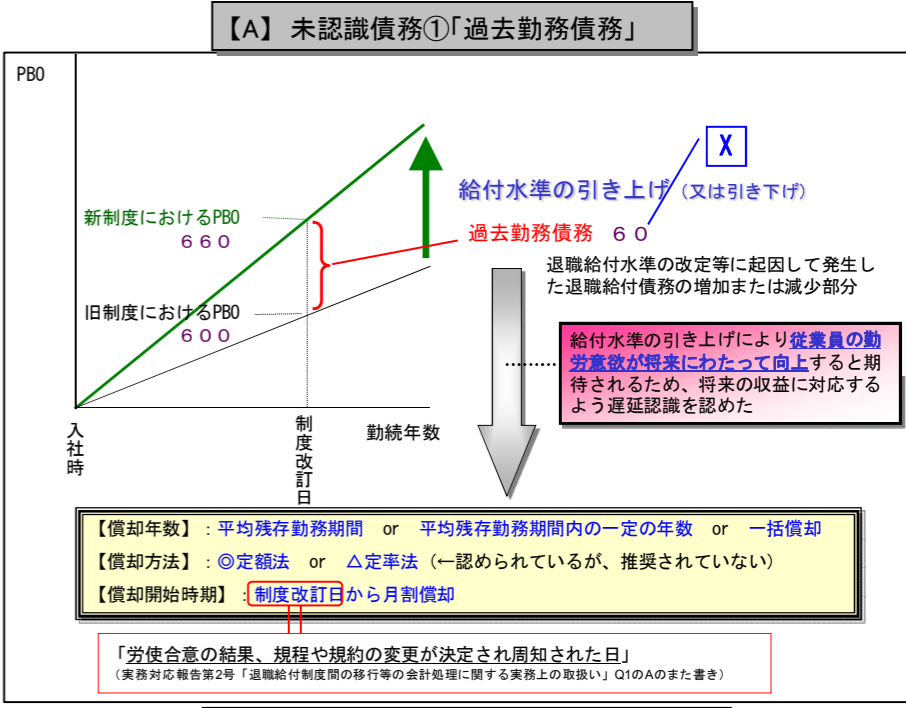 【A】 未認識債務①「過去勤務債務」
PBO
X
給付水準の引き上げ (又は引き下げ)
新制度におけるPBO
660
過去勤務債務 60
退職給付水準の改定等に起因して発生し
た退職給付債務の増加または減少部分
旧制度におけるPBO
600
給付水準の引き上げにより従業員の勤
労意欲が将来にわたって向上すると期
待されるため、将来の収益に対応する
よう遅延認識を認めた
入社時
制度改訂日
勤続年数
【償却年数】:平均残存勤務期間 or 平均残存勤務期間内の一定の年数 or 一括償却
【償却方法】:◎定額法 or △定率法(←認められているが、推奨されていない)
【償却開始時期】:制度改訂日から月割償却
「労使合意の結果、規程や規約の変更が決定され周知された日」
(実務対応報告第2号「退職給付制度間の移行等の会計処理に関する実務上の取扱い」Q1のAのまた書き)